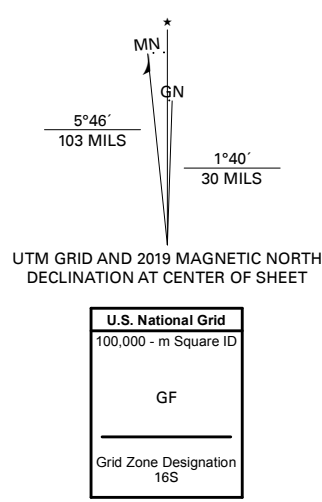 ★
MN
GN
5°46´
103 MILS
1°40´
30 MILS
UTM GRID AND 2019 MAGNETIC NORTH
DECLINATION AT CENTER OF SHEET
U.S. National Grid
100,000 - m Square ID
GF
Grid Zone Designation
16S